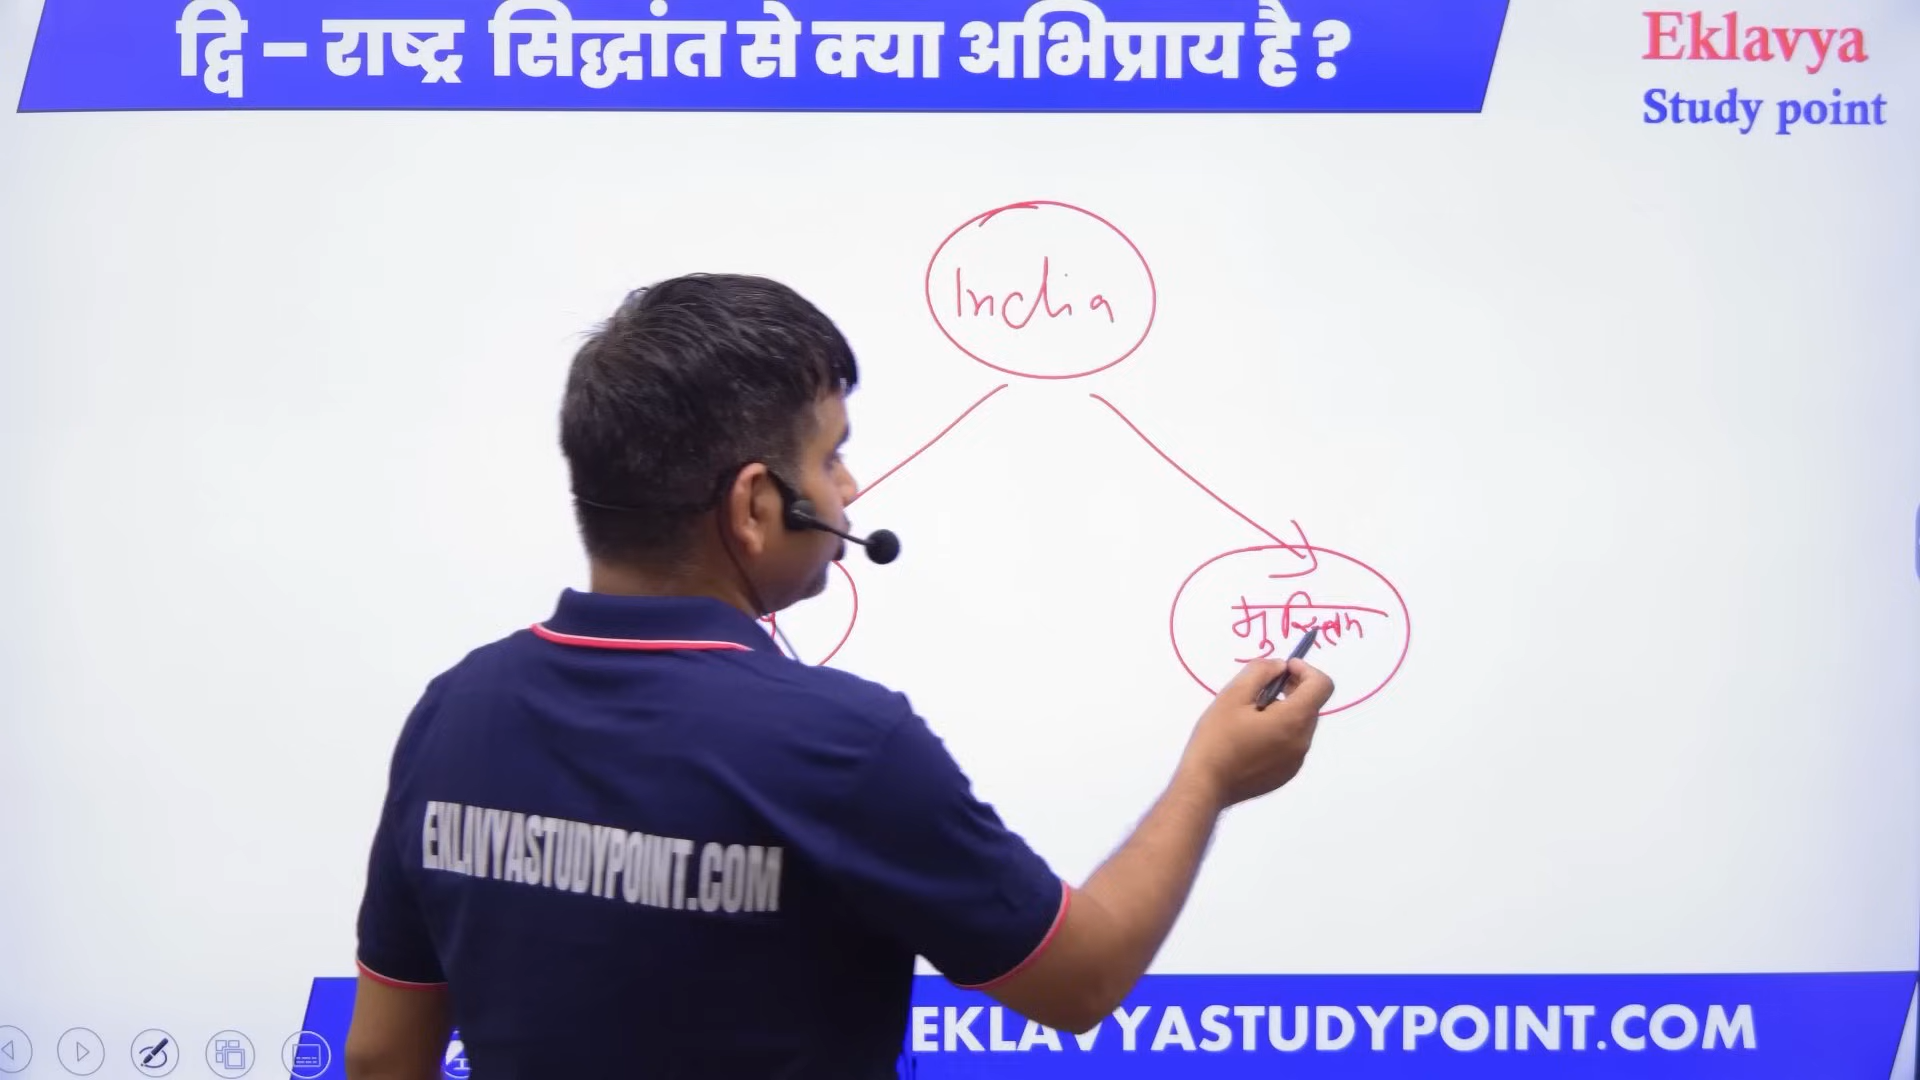 द्वि – राष्ट्र सिद्धांत से क्या अभिप्राय है ?
Eklavya
Study point
India
मुस्लिम
EKLAVYASTUDYPOINT.COM
EKLAVYASTUDYPOINT.COM